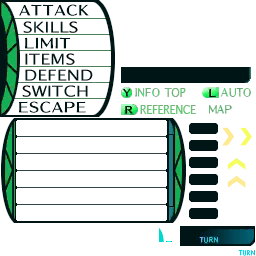 ATTACK
SKILLS
LIMIT
ITEMS
DEFEND
SWITCH
ESCAPE
Y INFO TOP L AUTO
R REFERENCE MAP
TURN
TURN